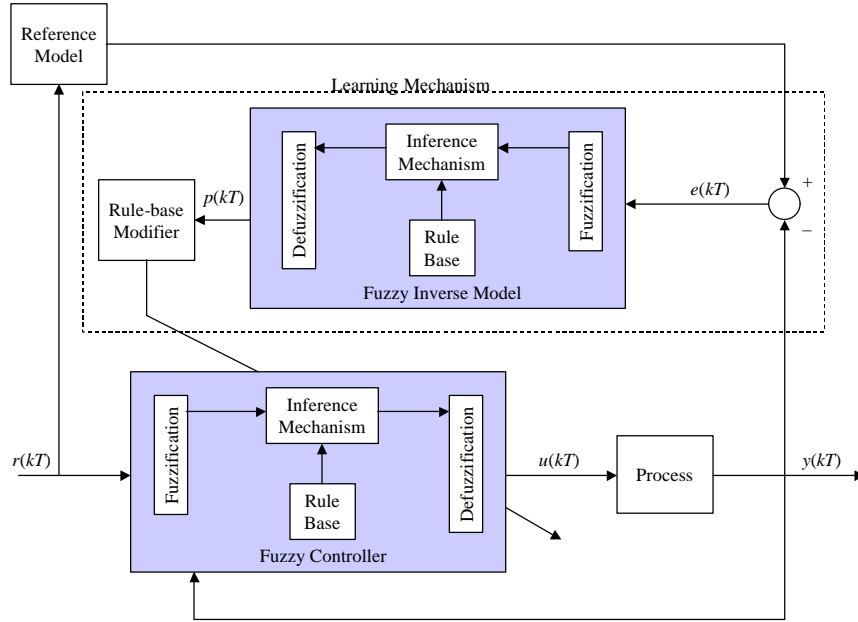 Reference
Model
Learning Mechanism
Inference
Mechanism
Defuzzification
Fuzzification
Rule
Base
Fuzzy Inverse Model
p(kT)
e(kT)
+
−
Rule-base
Modifier
r(kT)
Fuzzification
Inference
Mechanism
Defuzzification
Rule
Base
Fuzzy Controller
u(kT)
Process
y(kT)